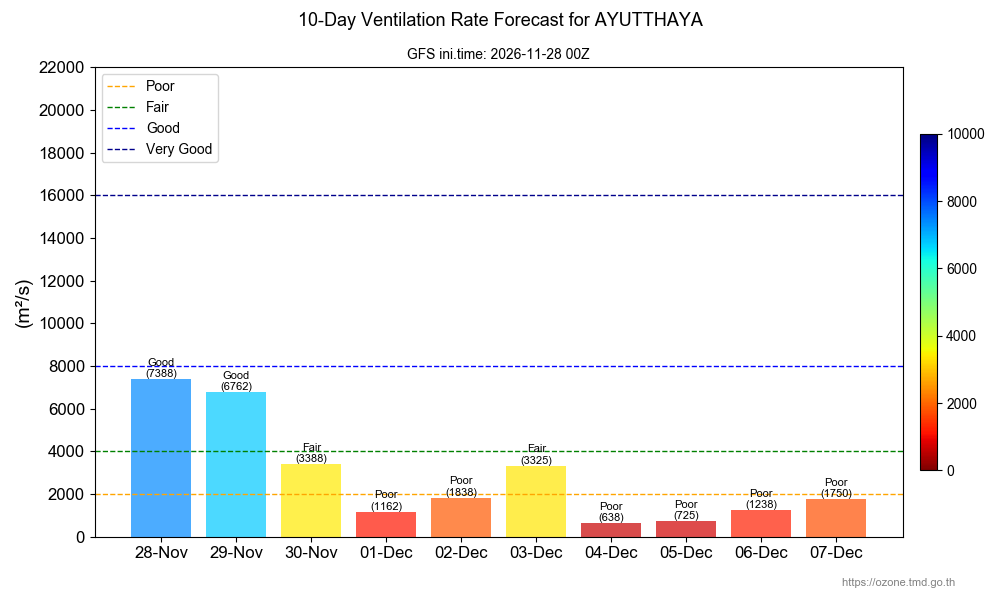 10-Day Ventilation Rate Forecast for AYUTTHAYA
GFS ini.time: 2026-11-28 00Z
(m²/s)
22000
20000
18000
16000
14000
12000
10000
8000
6000
4000
2000
0
Poor
Fair
Good
Very Good
Good
(7388)
Good
(6762)
Fair
(3388)
Poor
(1162)
Poor
(1838)
Fair
(3325)
Poor
(638)
Poor
(725)
Poor
(1238)
Poor
(1750)
28-Nov
29-Nov
30-Nov
01-Dec
02-Dec
03-Dec
04-Dec
05-Dec
06-Dec
07-Dec
10000
8000
6000
4000
2000
0
https://ozone.tmd.go.th